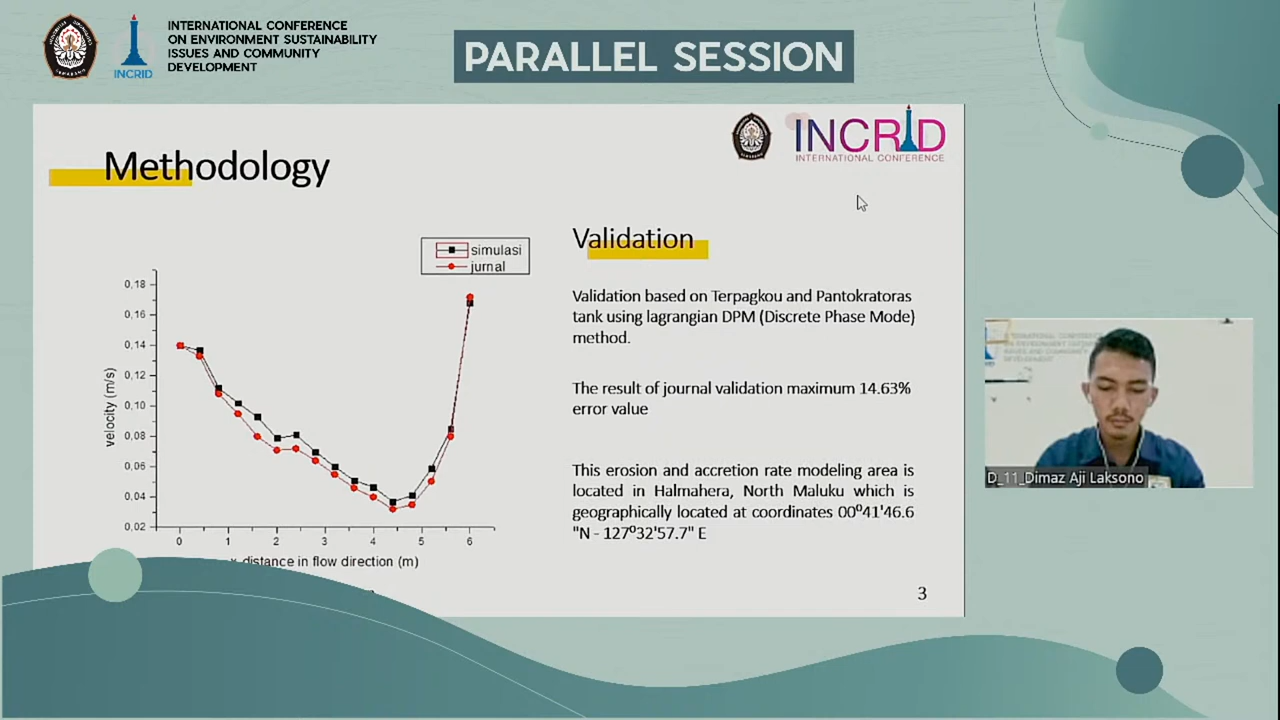 INTERNATIONAL CONFERENCE
ON ENVIRONMENT SUSTAINABILITY
ISSUES AND COMMUNITY
DEVELOPMENT
INCRID
PARALLEL SESSION
INCRID
INTERNATIONAL CONFERENCE
Methodology
simulasi
jurnal
0,18
0,16
0,14
0,12
0,10
0,08
0,06
0,04
0,02
velocity (m/s)
0 1 2 3 4 5 6
distance in flow direction (m)
Validation
Validation based on Terpagkou and Pantokratoras
tank using lagrangian DPM (Discrete Phase Mode)
method.
The result of journal validation maximum 14.63%
error value
This erosion and accretion rate modeling area is
located in Halmahera, North Maluku which is
geographically located at coordinates 00⁰41'46.6
"N - 127⁰32'57.7" E
3
D_11_Dimaz Aji Laksono